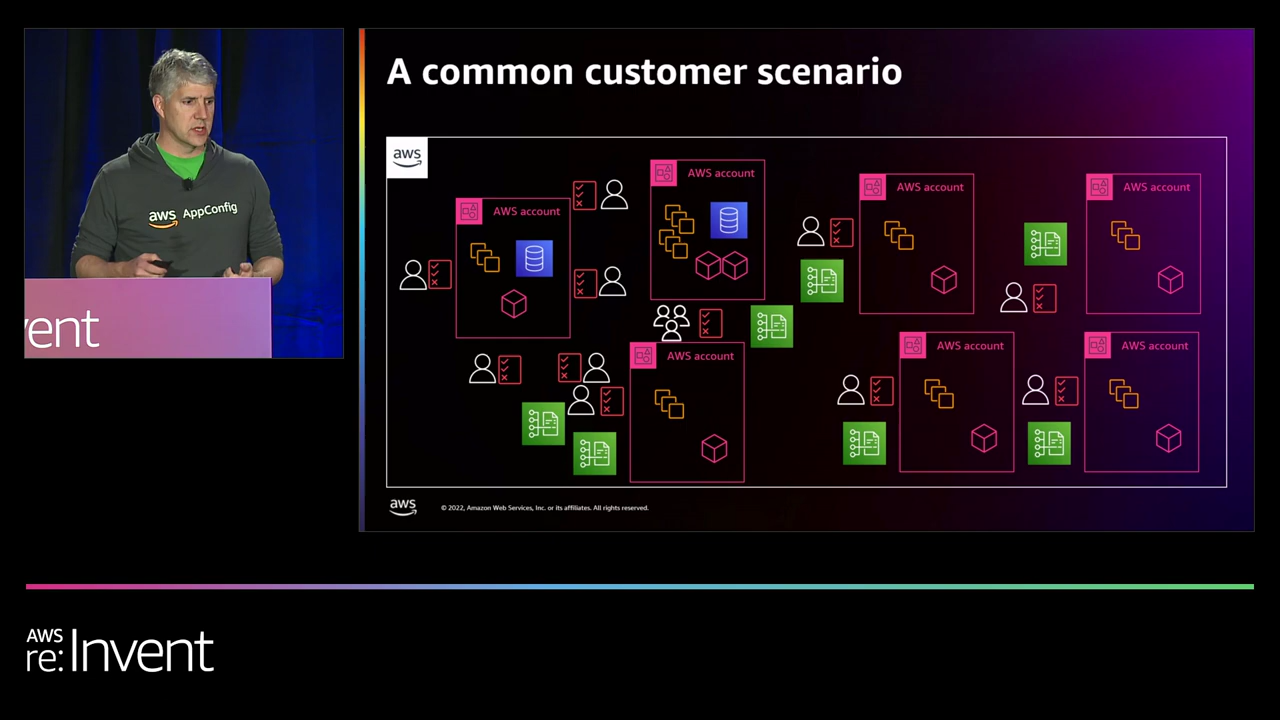 A common customer scenario
aws
AWS account
AWS account
AWS account
AWS account
AWS account
AWS account
AWS account
aws
© 2022, Amazon Web Services, Inc. or its affiliates. All rights reserved.
aws AppConfig
vent
AWS
re:Invent